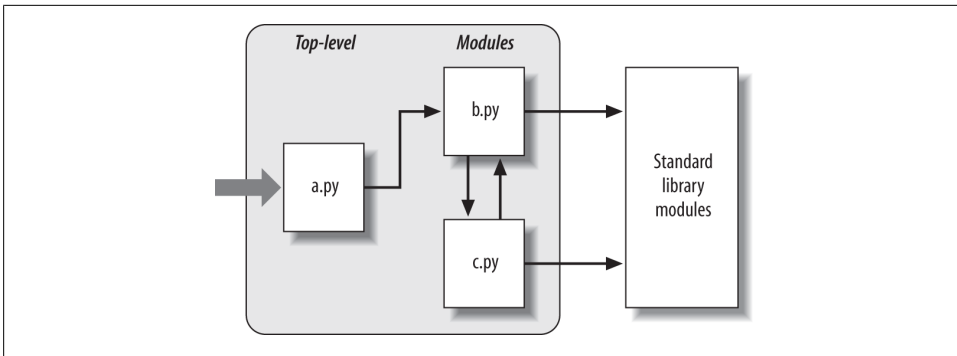 Top-level
Modules
b.py
a.py
Standard
library
modules
c.py